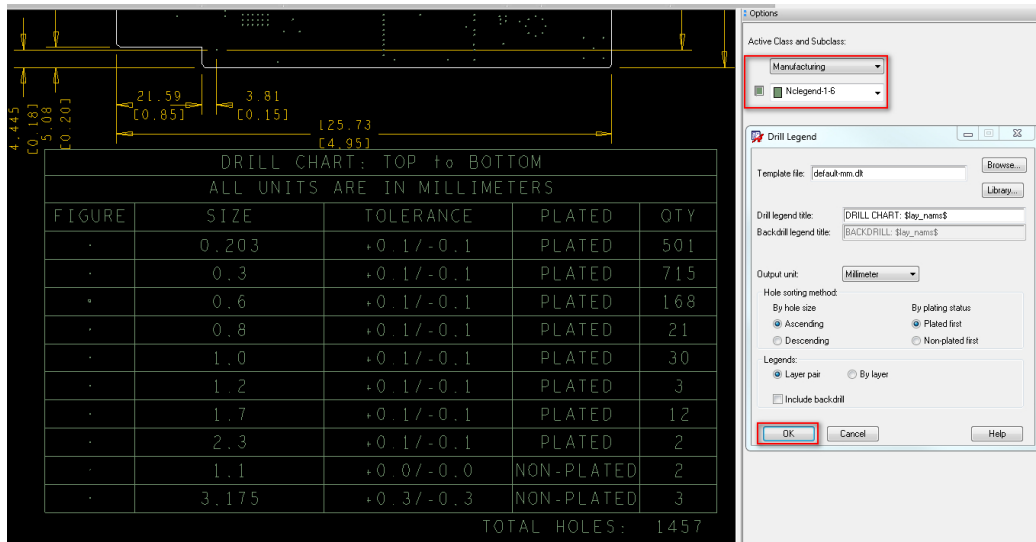 Options
Active Class and Subclass:
Manufacturing
Nclegend-1-6
21.59 3.81
[0.85] [0.15]
125.73
[4.95]
4.445
[0.18]
5.08
[0.20]
Drill Legend
Template file: default-mm.dlt Browse...
Library...
Drill legend title: DRILL CHART: $lay_nams$
Backdrill legend title: BACKDRILL: $lay_nams$
Output unit: Millimeter
Hole sorting method:
By hole size By plating status
Ascending Plated first
Descending Non-plated first
Legends:
Layer pair By layer
Include backdrill
OK Cancel Help
DRILL CHART: TOP to BOTTOM
ALL UNITS ARE IN MILLIMETERS
FIGURE SIZE TOLERANCE PLATED QTY
0.203 +0.1/-0.1 PLATED 501
0.3 +0.1/-0.1 PLATED 715
0.6 +0.1/-0.1 PLATED 168
0.8 +0.1/-0.1 PLATED 21
1.0 +0.1/-0.1 PLATED 30
1.2 +0.1/-0.1 PLATED 3
1.7 +0.1/-0.1 PLATED 12
2.3 +0.1/-0.1 PLATED 2
1.1 +0.0/-0.0 NON-PLATED 2
3.175 +0.3/-0.3 NON-PLATED 3
TOTAL HOLES: 1457